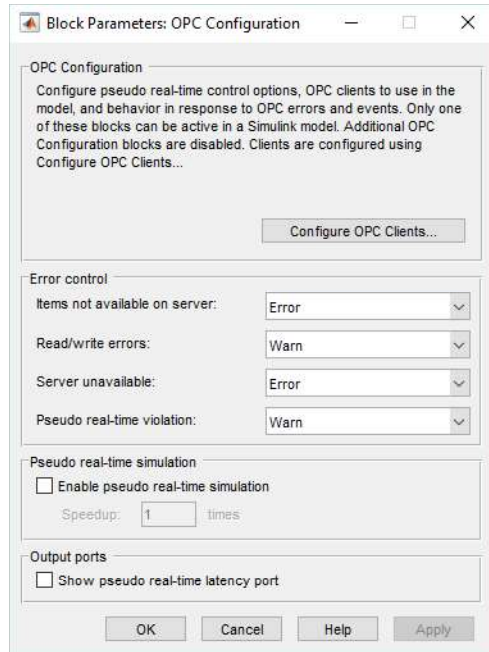 Block Parameters: OPC Configuration
OPC Configuration
Configure pseudo real-time control options, OPC clients to use in the
model, and behavior in response to OPC errors and events. Only one
of these blocks can be active in a Simulink model. Additional OPC
Configuration blocks are disabled. Clients are configured using
Configure OPC Clients...
Configure OPC Clients...
Error control
Items not available on server: Error
Read/write errors: Warn
Server unavailable: Error
Pseudo real-time violation: Warn
Pseudo real-time simulation
Enable pseudo real-time simulation
Speedup: 1 times
Output ports
Show pseudo real-time latency port
OK Cancel Help Apply